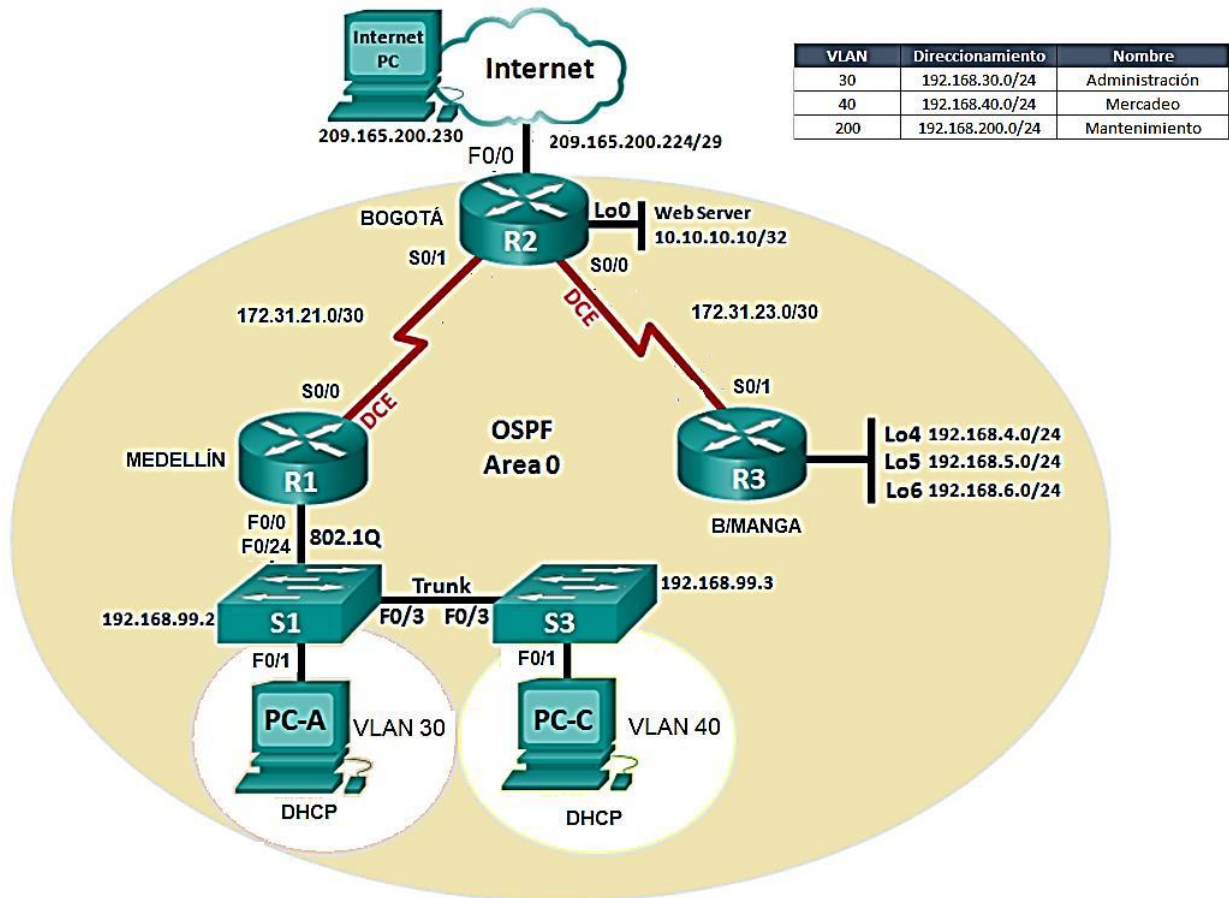 Internet
PC
Internet
209.165.200.230
209.165.200.224/29
F0/0
VLAN Direccionamiento Nombre
30 192.168.30.0/24 Administración
40 192.168.40.0/24 Mercadeo
200 192.168.200.0/24 Mantenimiento
BOGOTÁ
R2
Lo0
Web Server
10.10.10.10/32
S0/1
S0/0
DCE
172.31.21.0/30
172.31.23.0/30
S0/0
DCE
S0/1
OSPF
Area 0
MEDELLÍN
R1
R3
B/MANGA
Lo4 192.168.4.0/24
Lo5 192.168.5.0/24
Lo6 192.168.6.0/24
F0/0
F0/24
802.1Q
Trunk
192.168.99.2
S1
F0/3
F0/3
S3
192.168.99.3
F0/1
F0/1
PC-A
VLAN 30
PC-C
VLAN 40
DHCP
DHCP